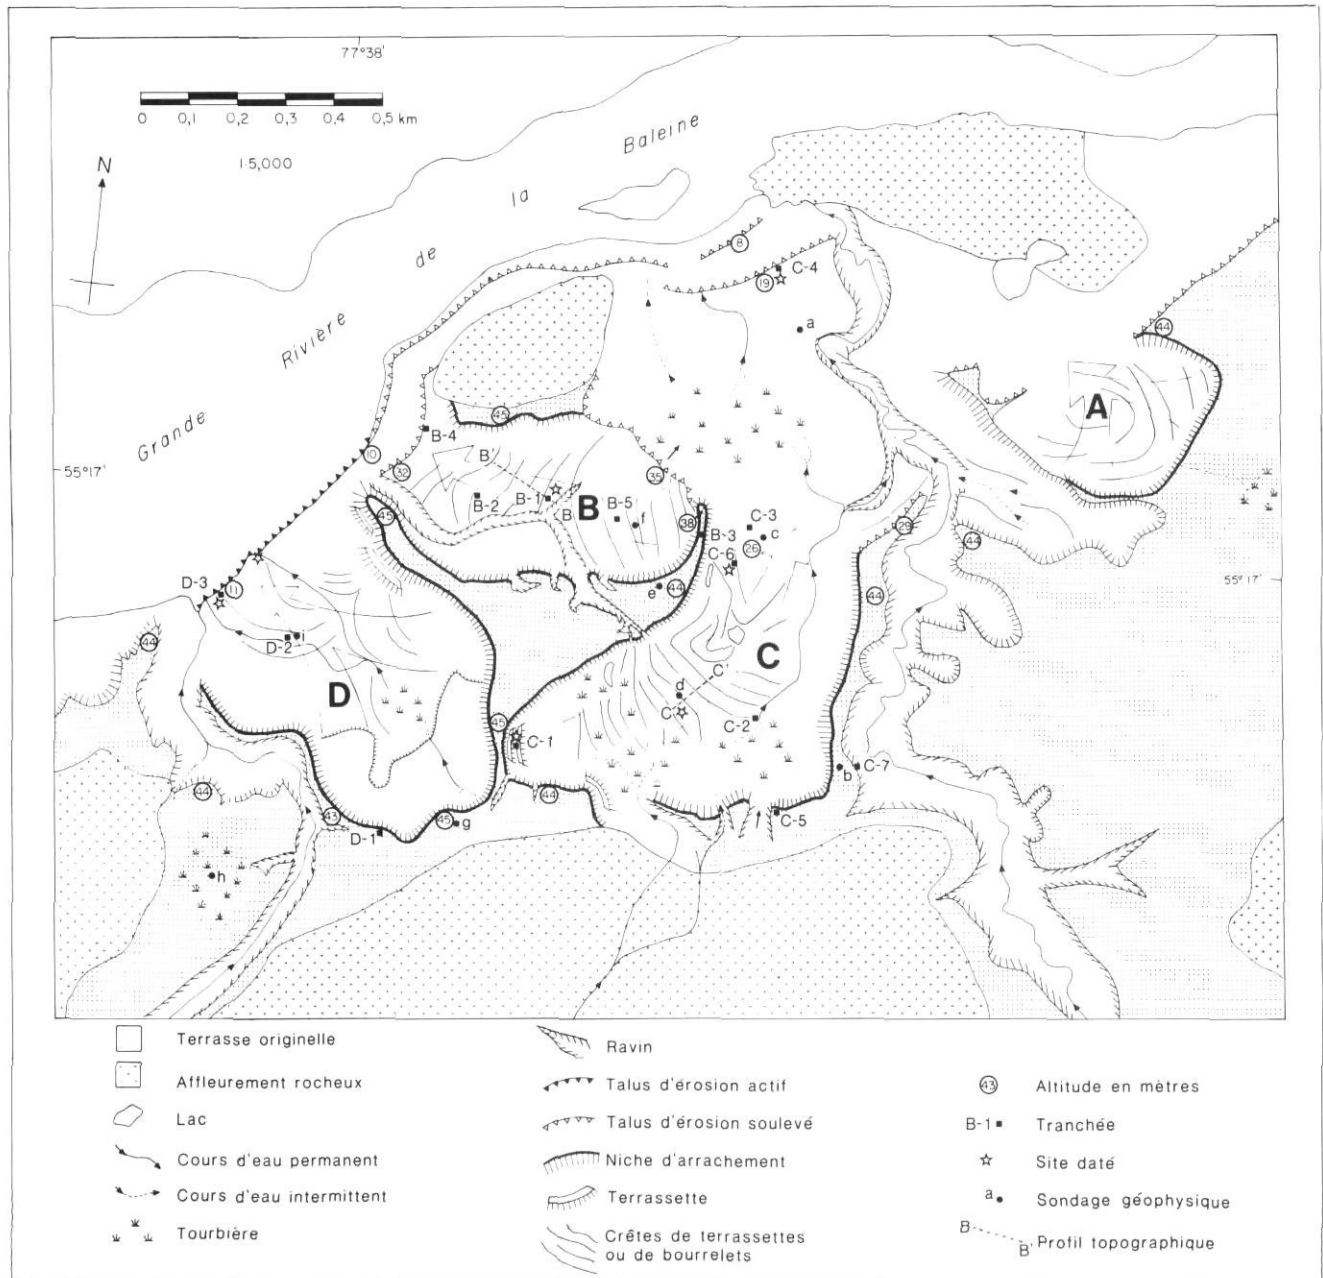 77°38'
0 0,1 0,2 0,3 0,4 0,5 km
1:5,000
N
Grande Rivière de la Baleine
8
C-4
19
a
44
A
45
B-4
10
32
B'
35
55°17'
B-2
B-1
B
B
B-5
f
38
B-3
C-3
c
26
C-6
29
44
45
55°17'
e
44
44
D-3
11
44
D-2
i
C
D
C'
d
C
C-2
45
C-1
b
C-7
44
44
43
D-1
45
g
C-5
h
Terrasse originelle
Affleurement rocheux
Lac
Cours d'eau permanent
Cours d'eau intermittent
Tourbière
Ravin
Talus d'érosion actif
Talus d'érosion soulevé
Niche d'arrachement
Terrassette
Crêtes de terrassettes
ou de bourrelets
43 Altitude en mètres
B-1 Tranchée
Site daté
a Sondage géophysique
B B' Profil topographique